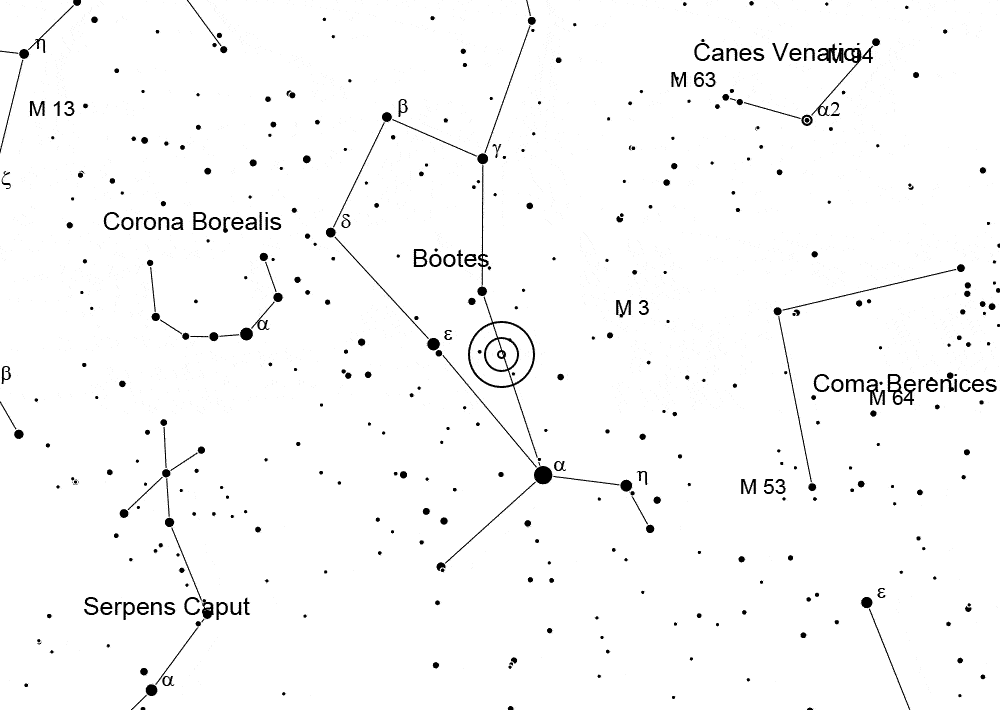 Canes Venatici
M 94
η
M 63
M 13
β
α2
γ
ζ
Corona Borealis
δ
Bootes
M 3
α
ε
β
Coma Berenices
M 64
α
η
M 53
ε
Serpens Caput
α